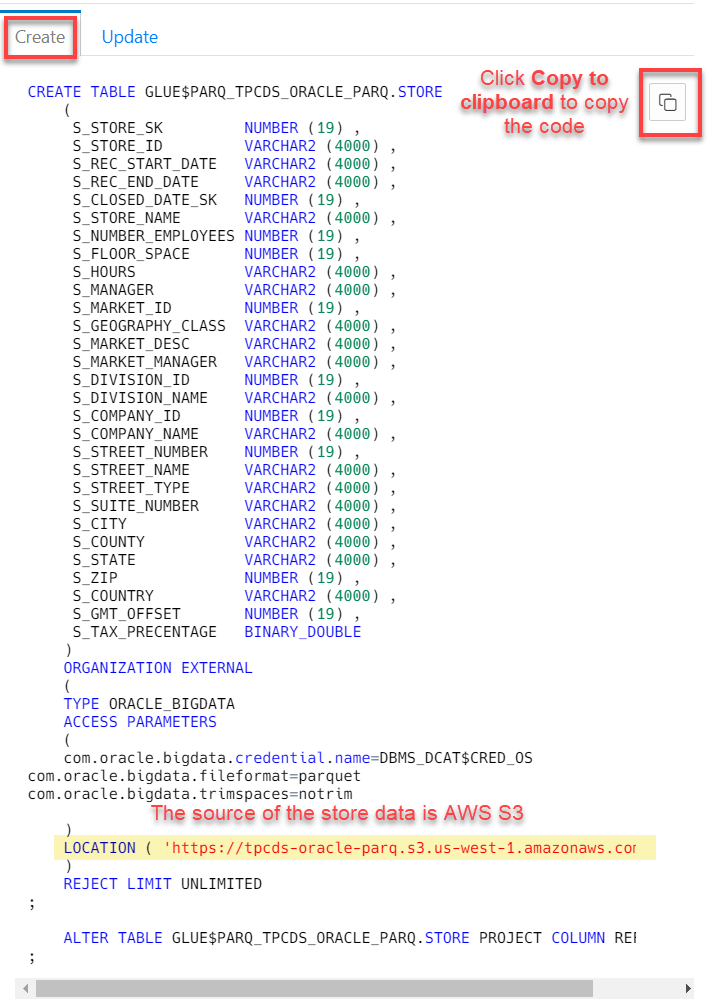 Create Update
CREATE TABLE GLUE$PARQ_TPCDS_ORACLE_PARQ.STORE
Click Copy to
clipboard to copy
the code
(
S_STORE_SK NUMBER (19) ,
S_STORE_ID VARCHAR2 (4000) ,
S_REC_START_DATE VARCHAR2 (4000) ,
S_REC_END_DATE VARCHAR2 (4000) ,
S_CLOSED_DATE_SK NUMBER (19) ,
S_STORE_NAME VARCHAR2 (4000) ,
S_NUMBER_EMPLOYEES NUMBER (19) ,
S_FLOOR_SPACE NUMBER (19) ,
S_HOURS VARCHAR2 (4000) ,
S_MANAGER VARCHAR2 (4000) ,
S_MARKET_ID NUMBER (19) ,
S_GEOGRAPHY_CLASS VARCHAR2 (4000) ,
S_MARKET_DESC VARCHAR2 (4000) ,
S_MARKET_MANAGER VARCHAR2 (4000) ,
S_DIVISION_ID NUMBER (19) ,
S_DIVISION_NAME VARCHAR2 (4000) ,
S_COMPANY_ID NUMBER (19) ,
S_COMPANY_NAME VARCHAR2 (4000) ,
S_STREET_NUMBER NUMBER (19) ,
S_STREET_NAME VARCHAR2 (4000) ,
S_STREET_TYPE VARCHAR2 (4000) ,
S_SUITE_NUMBER VARCHAR2 (4000) ,
S_CITY VARCHAR2 (4000) ,
S_COUNTY VARCHAR2 (4000) ,
S_STATE VARCHAR2 (4000) ,
S_ZIP NUMBER (19) ,
S_COUNTRY VARCHAR2 (4000) ,
S_GMT_OFFSET NUMBER (19) ,
S_TAX_PRECENTAGE BINARY_DOUBLE
)
ORGANIZATION EXTERNAL
(
TYPE ORACLE_BIGDATA
ACCESS PARAMETERS
(
com.oracle.bigdata.credential.name=DBMS_DCAT$CRED_OS
com.oracle.bigdata.fileformat=parquet
com.oracle.bigdata.trimspaces=notrim
The source of the store data is AWS S3
)
LOCATION ( 'https://tpcds-oracle-parq.s3.us-west-1.amazonaws.com
)
REJECT LIMIT UNLIMITED
;
ALTER TABLE GLUE$PARQ_TPCDS_ORACLE_PARQ.STORE PROJECT COLUMN REF
;